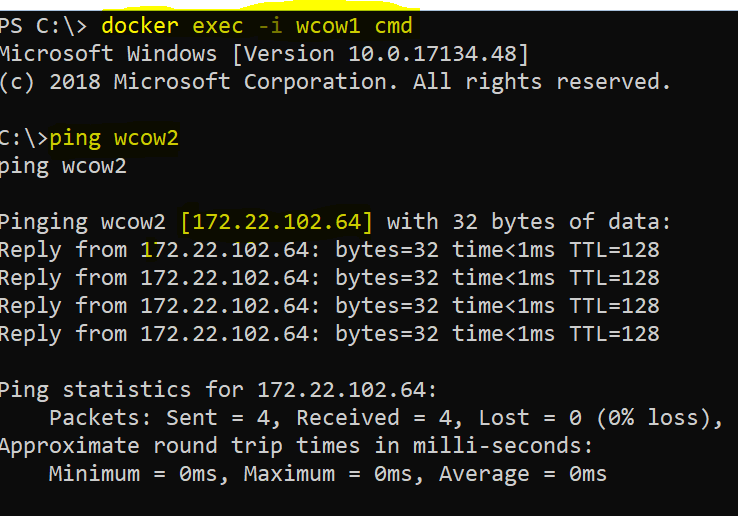 PS C:\> docker exec -i wcow1 cmd
Microsoft Windows [Version 10.0.17134.48]
(c) 2018 Microsoft Corporation. All rights reserved.
C:\>ping wcow2
ping wcow2
Pinging wcow2 [172.22.102.64] with 32 bytes of data:
Reply from 172.22.102.64: bytes=32 time<1ms TTL=128
Reply from 172.22.102.64: bytes=32 time<1ms TTL=128
Reply from 172.22.102.64: bytes=32 time<1ms TTL=128
Reply from 172.22.102.64: bytes=32 time<1ms TTL=128
Ping statistics for 172.22.102.64:
    Packets: Sent = 4, Received = 4, Lost = 0 (0% loss),
Approximate round trip times in milli-seconds:
    Minimum = 0ms, Maximum = 0ms, Average = 0ms